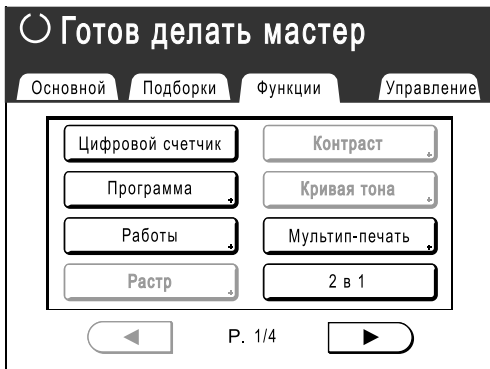 Готов делать мастер
Основной Подборки Функции Управление
Цифровой счетчик Контраст
Программа Кривая тона
Работы Мультип-печать
Растр 2 в 1
P. 1/4